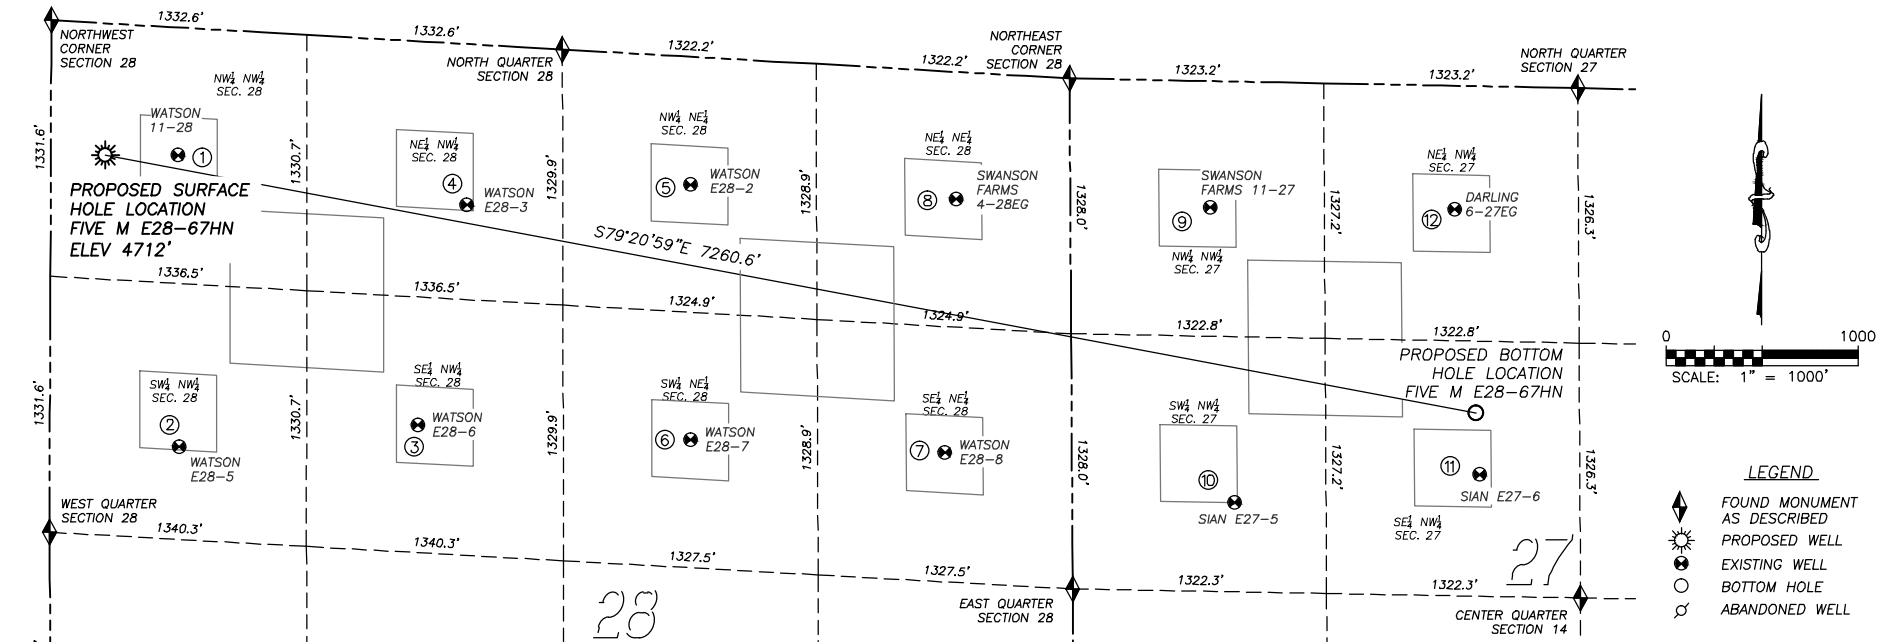 1332.6'
1332.6'
1322.2'
1322.2'
1323.2'
1323.2'
NORTHWEST
CORNER
SECTION 28
NORTH QUARTER
SECTION 28
NORTHEAST
CORNER
SECTION 28
NORTH QUARTER
SECTION 27
NW¼ NW¼
SEC. 28
WATSON
11-28
1
1331.6'
1330.7'
NE¼ NW¼
SEC. 28
4
WATSON
E28-3
1329.9'
NW¼ NE¼
SEC. 28
5
WATSON
E28-2
1328.9'
NE¼ NE¼
SEC. 28
8
SWANSON
FARMS
4-28EG
1328.0'
SWANSON
FARMS 11-27
9
NW¼ NW¼
SEC. 27
1327.2'
NE¼ NW¼
SEC. 27
12
DARLING
6-27EG
1326.3'
PROPOSED SURFACE
HOLE LOCATION
FIVE M E28-67HN
ELEV 4712'
S79°20'59"E 7260.6'
1336.5'
1336.5'
1324.9'
1324.9'
1322.8'
1322.8'
PROPOSED BOTTOM
HOLE LOCATION
FIVE M E28-67HN
1331.6'
SW¼ NW¼
SEC. 28
2
WATSON
E28-5
1330.7'
SE¼ NW¼
SEC. 28
WATSON
E28-6
3
1329.9'
SW¼ NE¼
SEC. 28
6
WATSON
E28-7
1328.9'
SE¼ NE¼
SEC. 28
7
WATSON
E28-8
1328.0'
SW¼ NW¼
SEC. 27
10
SIAN E27-5
1327.2'
11
SIAN E27-6
SE¼ NW¼
SEC. 27
1326.3'
WEST QUARTER
SECTION 28
1340.3'
1340.3'
1327.5'
1327.5'
1322.3'
1322.3'
28
27
EAST QUARTER
SECTION 28
CENTER QUARTER
SECTION 14
0 1000
SCALE: 1" = 1000'
LEGEND
FOUND MONUMENT
AS DESCRIBED
PROPOSED WELL
EXISTING WELL
BOTTOM HOLE
ABANDONED WELL